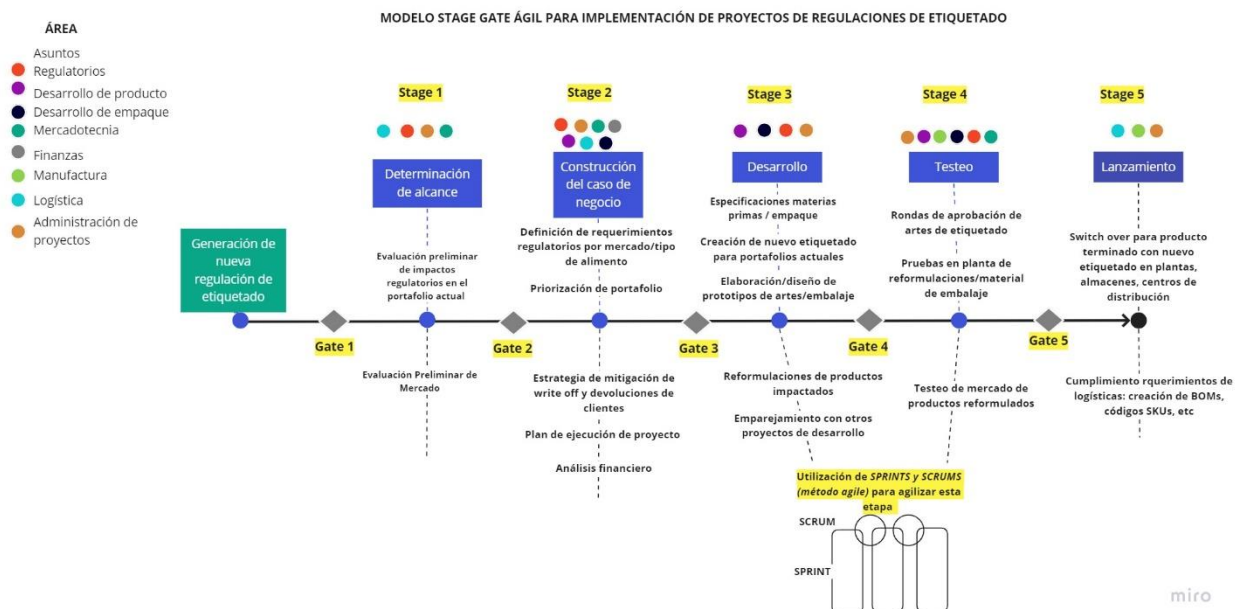 MODELO STAGE GATE ÁGIL PARA IMPLEMENTACIÓN DE PROYECTOS DE REGULACIONES DE ETIQUETADO
ÁREA
Asuntos
Regulatorios
Desarrollo de producto
Desarrollo de empaque
Mercadotecnia
Finanzas
Manufactura
Logística
Administración de
proyectos
Generación de
nueva
regulación de
etiquetado
Gate 1
Stage 1
Determinación
de alcance
Evaluación preliminar
de impactos
regulatorios en el
portafolio actual
Evaluación Preliminar de
Mercado
Gate 2
Stage 2
Construcción
del caso de
negocio
Definición de requerimientos
regulatorios por mercado/tipo
de alimento
Priorización de portafolio
Estrategia de mitigación de
write off y devoluciones de
clientes
Plan de ejecución de proyecto
Análisis financiero
Gate 3
Stage 3
Desarrollo
Especificaciones materias
primas / empaque
Creación de nuevo etiquetado
para portafolios actuales
Elaboración/diseño de
prototipos de artes/embalaje
Reformulaciones de productos
impactados
Emparejamiento con otros
proyectos de desarrollo
Gate 4
Stage 4
Testeo
Rondas de aprobación de
artes de etiquetado
Pruebas en planta de
reformulaciones/material
de embalaje
Testeo de mercado de
productos reformulados
Utilización de SPRINTS y SCRUMS
(método agile) para agilizar esta
etapa
SCRUM
SPRINT
Gate 5
Stage 5
Lanzamiento
Switch over para producto
terminado con nuevo
etiquetado en plantas,
almacenes, centros de
distribución
Cumplimiento rquerimientos de
logísticas: creación de BOMs,
códigos SKUs, etc
miro